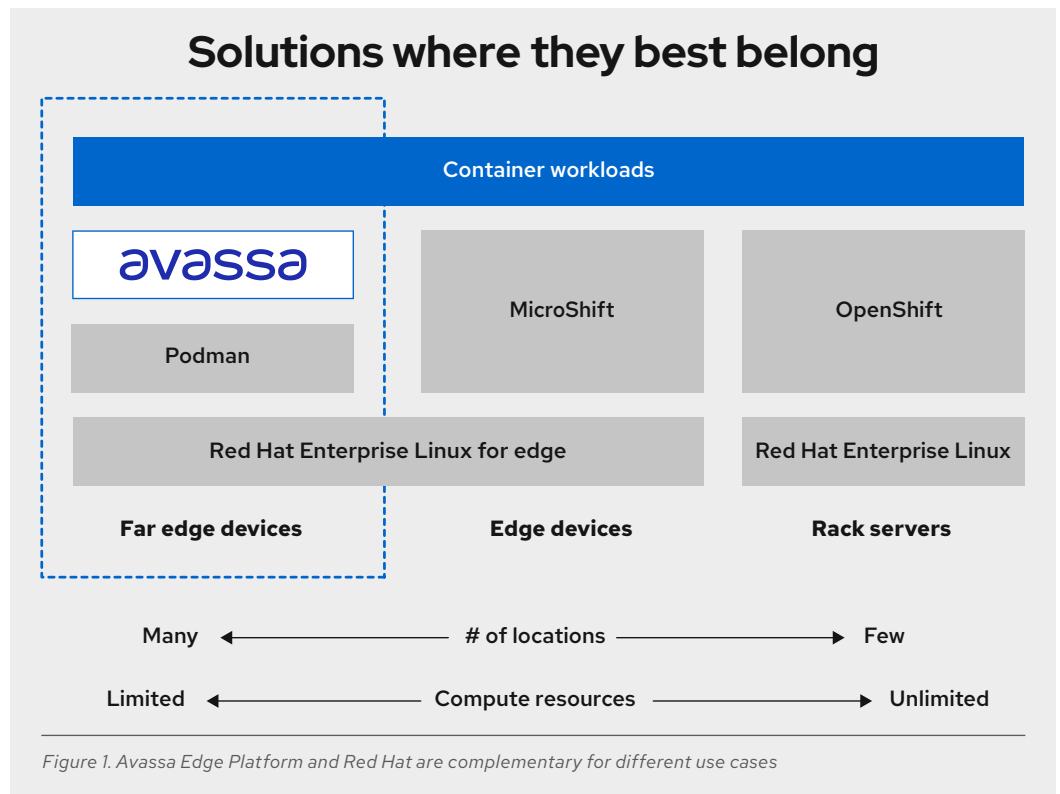 Solutions where they best belong
Container workloads
avassa
MicroShift
OpenShift
Podman
Red Hat Enterprise Linux for edge
Red Hat Enterprise Linux
Far edge devices
Edge devices
Rack servers
Many
# of locations
Few
Limited
Compute resources
Unlimited
Figure 1. Avassa Edge Platform and Red Hat are complementary for different use cases